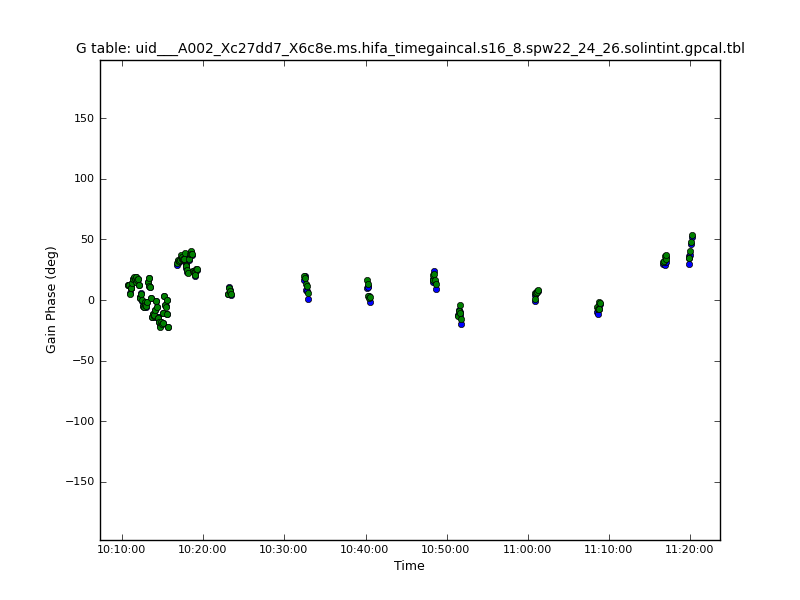 G table: uid___A002_Xc27dd7_X6c8e.ms.hifa_timegaincal.s16_8.spw22_24_26.solintint.gpcal.tbl
Gain Phase (deg)
150
100
50
0
−50
−100
−150
10:10:00 10:20:00 10:30:00 10:40:00 10:50:00 11:00:00 11:10:00 11:20:00
Time